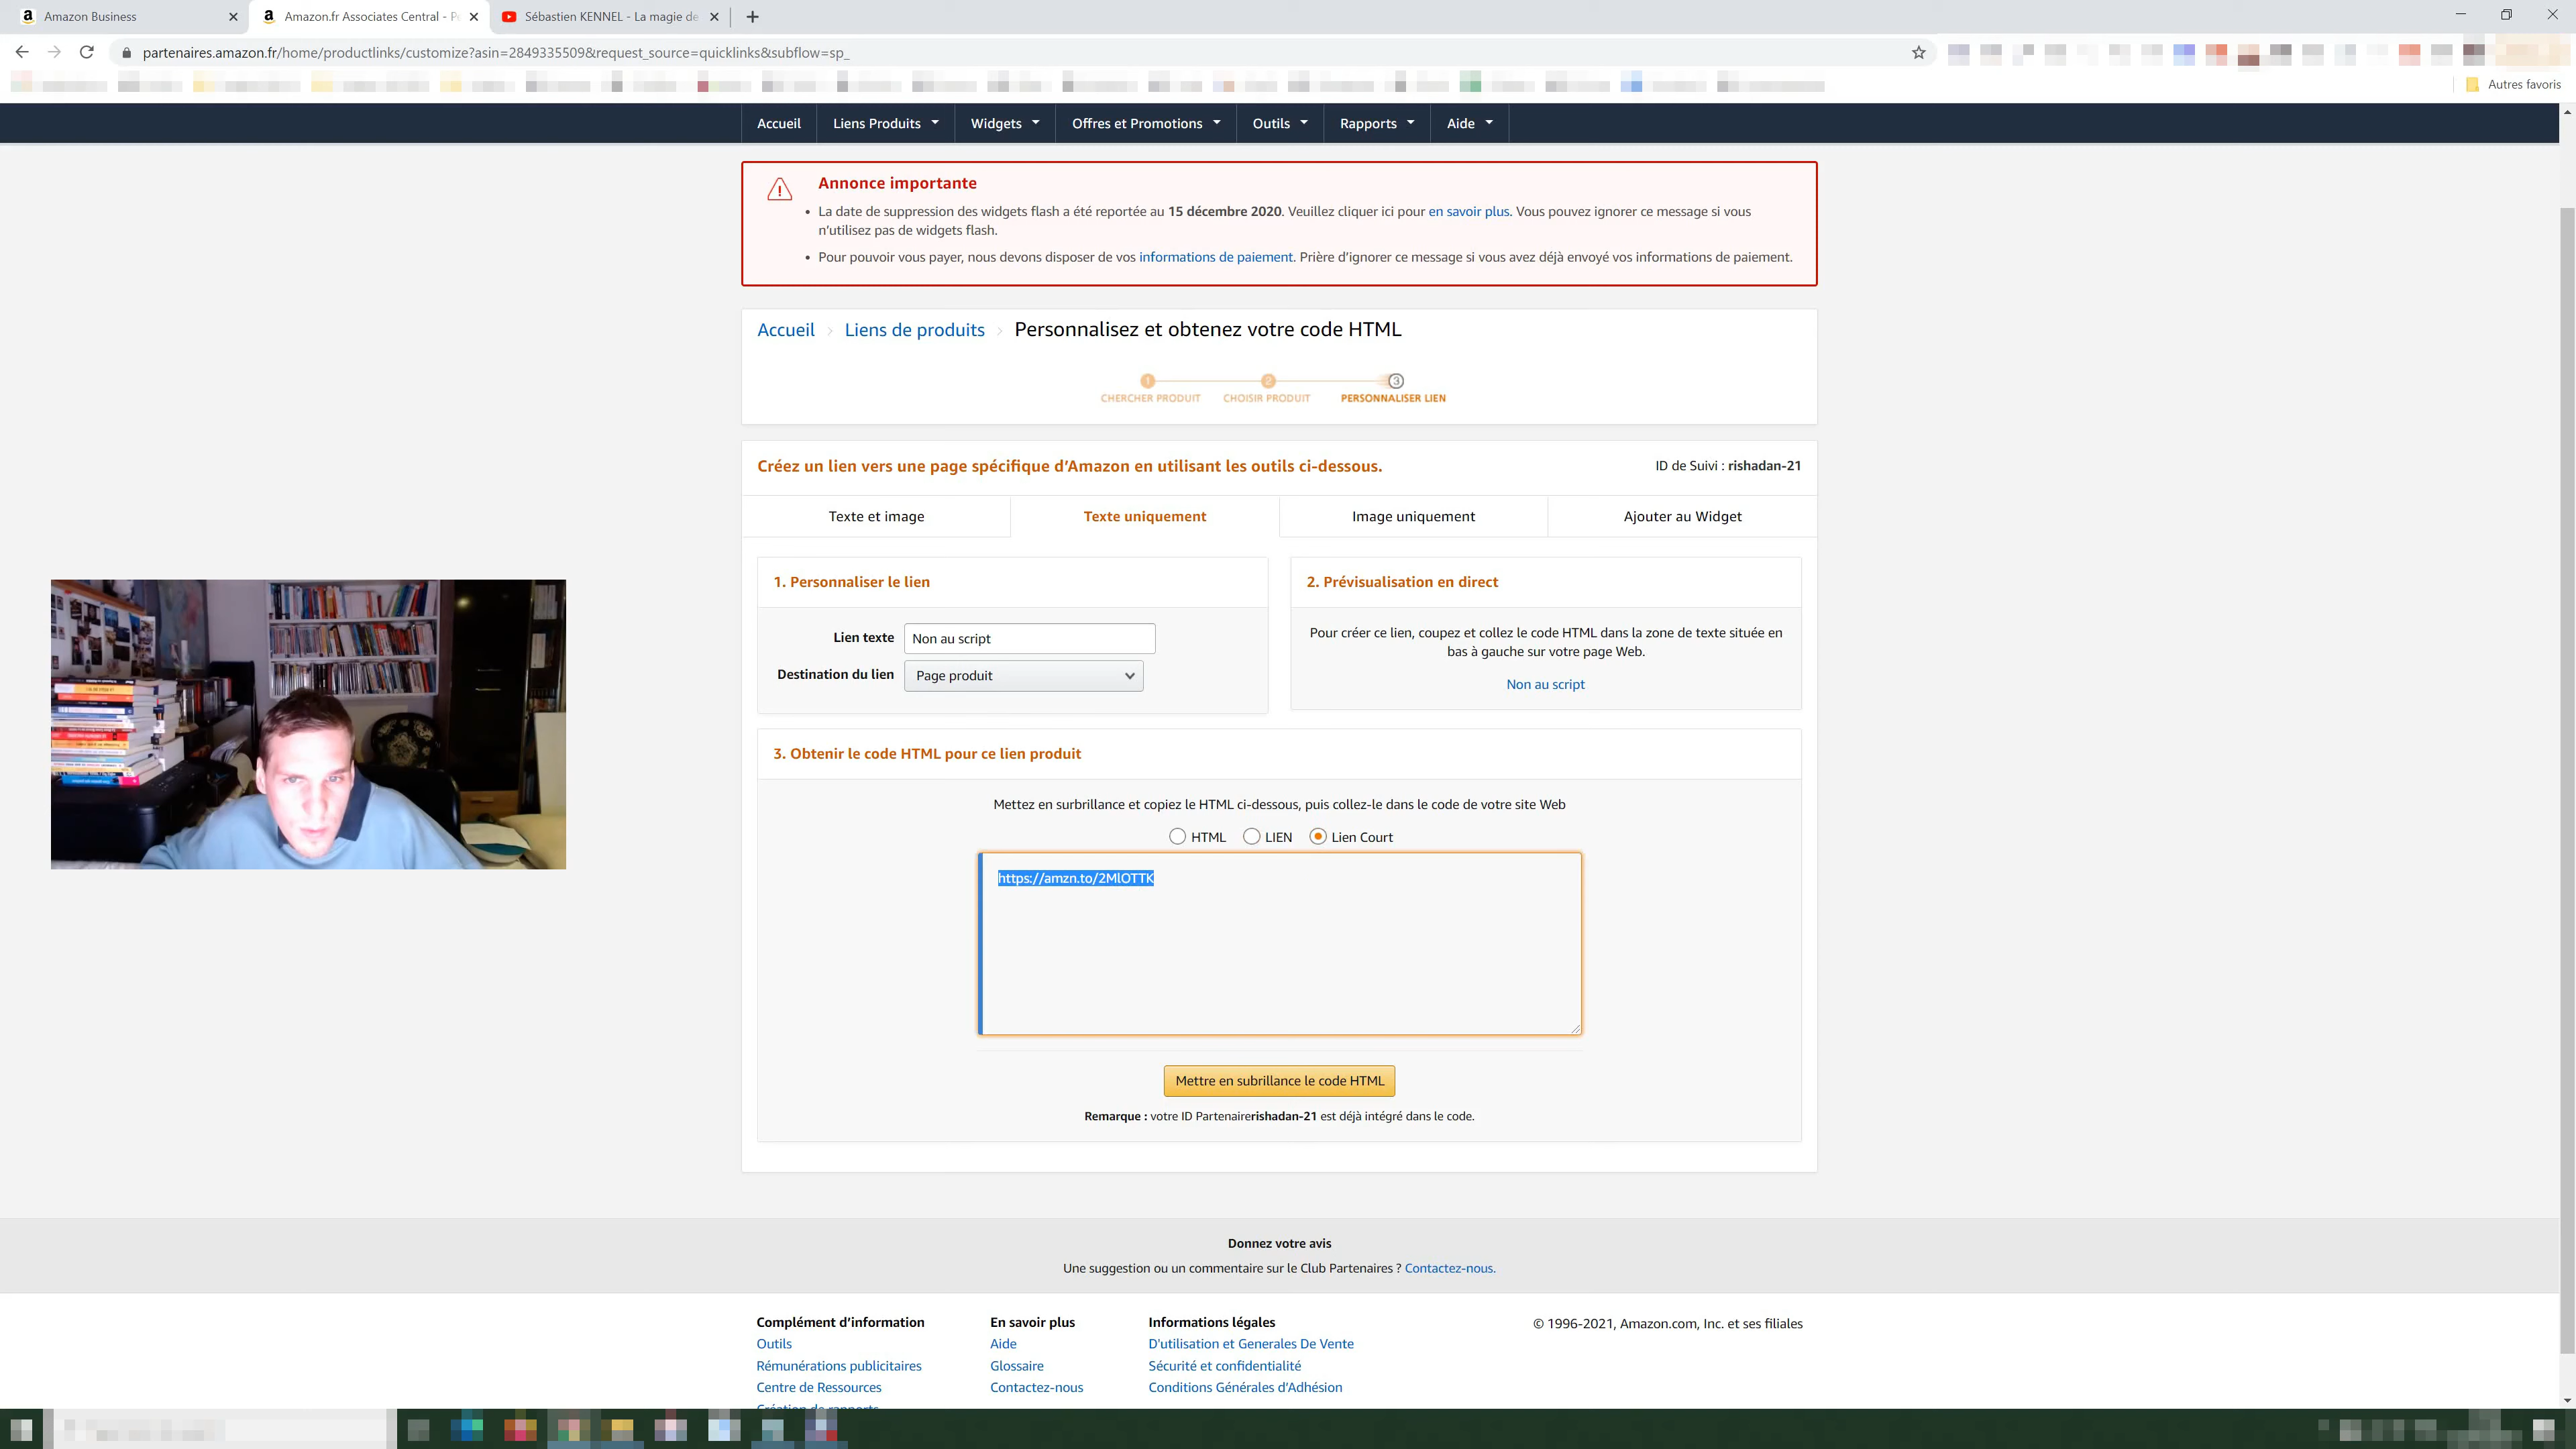 Amazon Business
Amazon.fr Associates Central - P
Sébastien KENNEL - La magie de
partenaires.amazon.fr/home/productlinks/customize?asin=2849335509&request_source=quicklinks&subflow=sp_
Autres favoris
Accueil
Liens Produits
Widgets
Offres et Promotions
Outils
Rapports
Aide
Annonce importante
• La date de suppression des widgets flash a été reportée au 15 décembre 2020. Veuillez cliquer ici pour en savoir plus. Vous pouvez ignorer ce message si vous
n'utilisez pas de widgets flash.
• Pour pouvoir vous payer, nous devons disposer de vos informations de paiement. Prière d'ignorer ce message si vous avez déjà envoyé vos informations de paiement.
Accueil › Liens de produits › Personnalisez et obtenez votre code HTML
1
2
3
CHERCHER PRODUIT
CHOISIR PRODUIT
PERSONNALISER LIEN
Créez un lien vers une page spécifique d'Amazon en utilisant les outils ci-dessous.
ID de Suivi : rishadan-21
Texte et image
Texte uniquement
Image uniquement
Ajouter au Widget
1. Personnaliser le lien
Lien texte
Non au script
Destination du lien
Page produit
2. Prévisualisation en direct
Pour créer ce lien, coupez et collez le code HTML dans la zone de texte située en
bas à gauche sur votre page Web.
Non au script
3. Obtenir le code HTML pour ce lien produit
Mettez en surbrillance et copiez le HTML ci-dessous, puis collez-le dans le code de votre site Web
HTML
LIEN
Lien Court
https://amzn.to/2MlOTTK
Mettre en subrillance le code HTML
Remarque : votre ID Partenairerishadan-21 est déjà intégré dans le code.
Donnez votre avis
Une suggestion ou un commentaire sur le Club Partenaires ? Contactez-nous.
Complément d'information
Outils
Rémunérations publicitaires
Centre de Ressources
Création de rapports
En savoir plus
Aide
Glossaire
Contactez-nous
Informations légales
D'utilisation et Generales De Vente
Sécurité et confidentialité
Conditions Générales d'Adhésion
© 1996-2021, Amazon.com, Inc. et ses filiales